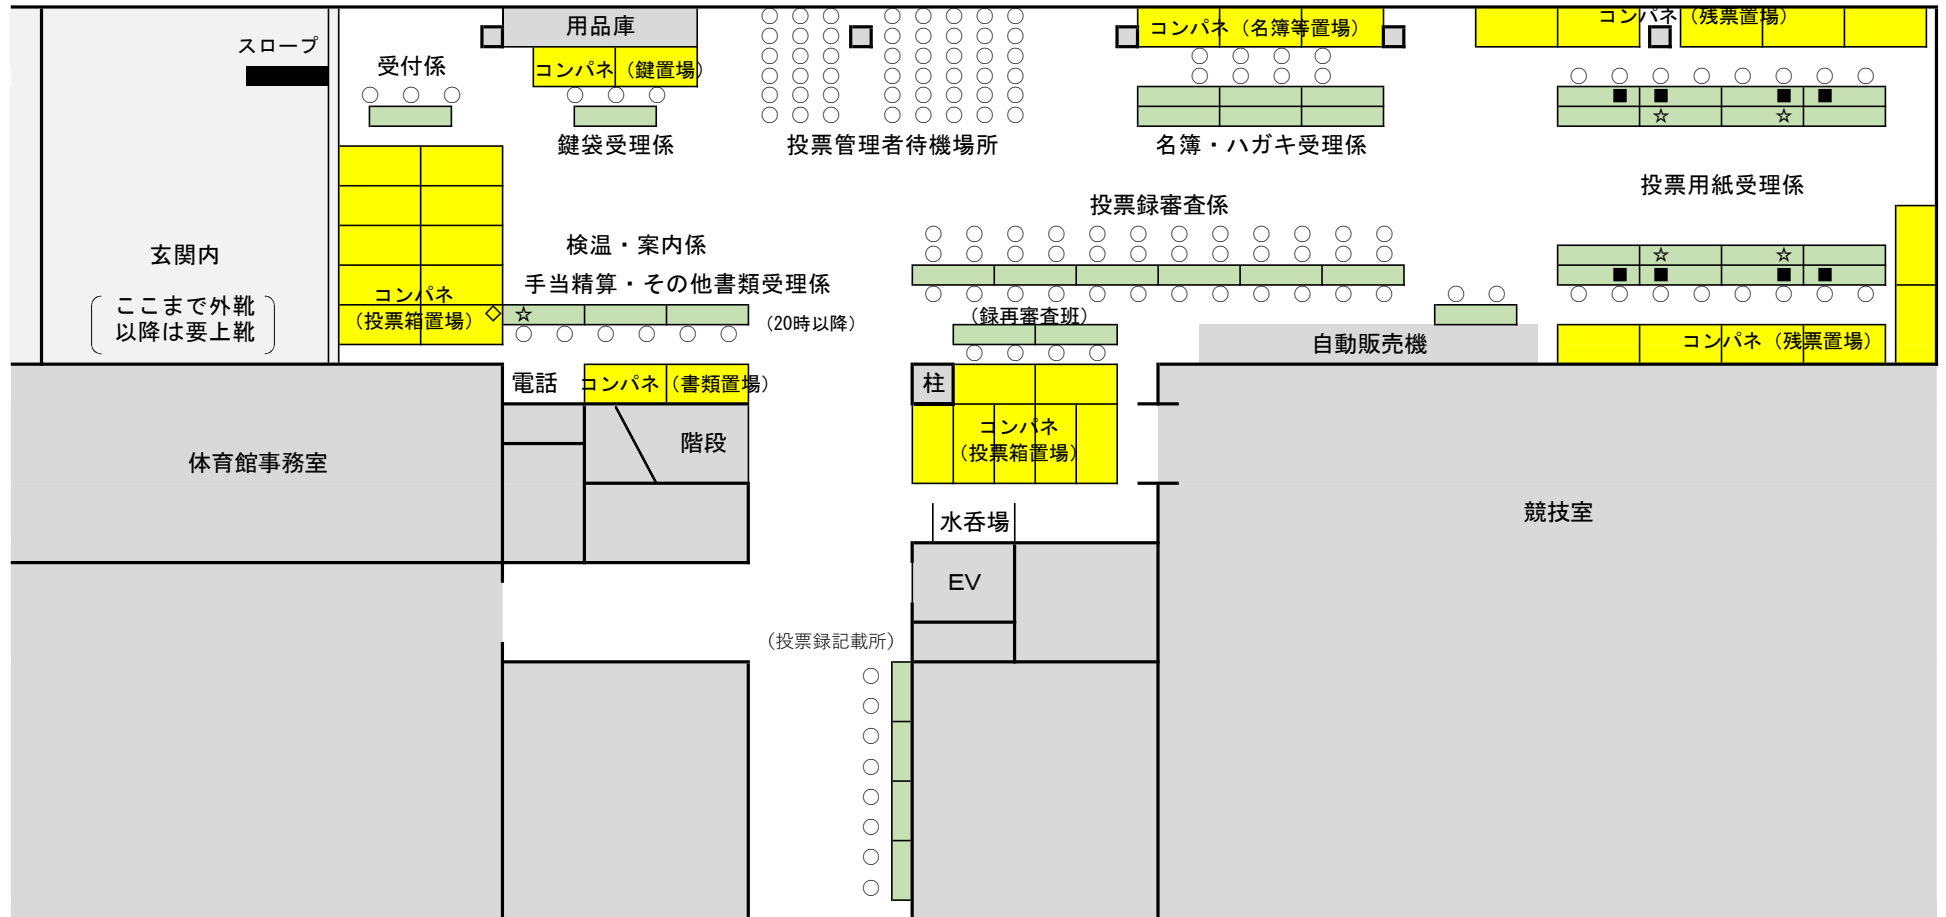 用品庫
コンパネ（名簿等置場）
コンパネ（残票置場）
スロープ
受付係
コンパネ（鍵置場）
鍵袋受理係
投票管理者待機場所
名簿・ハガキ受理係
投票用紙受理係
投票録審査係
玄関内
検温・案内係
手当精算・その他書類受理係
ここまで外靴
以降は要上靴
コンパネ
（投票箱置場）
（20時以降）
（録再審査班）
自動販売機
コンパネ（残票置場）
電話
コンパネ（書類置場）
柱
階段
コンパネ
（投票箱置場）
体育館事務室
水呑場
競技室
EV
（投票録記載所）